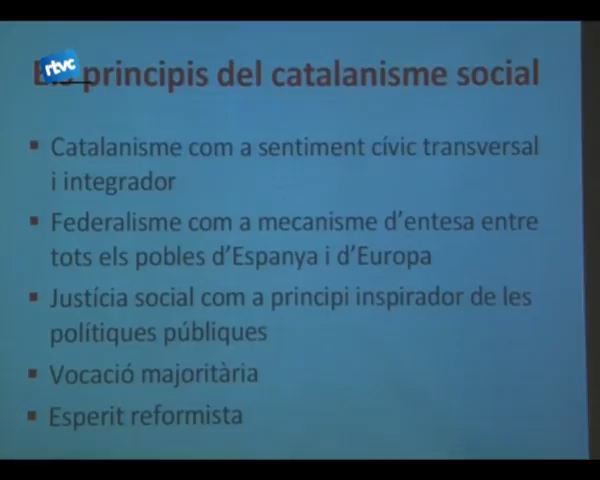 rtvc
Els principis del catalanisme social
Catalanisme com a sentiment cívic transversal
i integrador
Federalisme com a mecanisme d'entesa entre
tots els pobles d'Espanya i d'Europa
Justícia social com a principi inspirador de les
polítiques públiques
Vocació majoritària
Esperit reformista